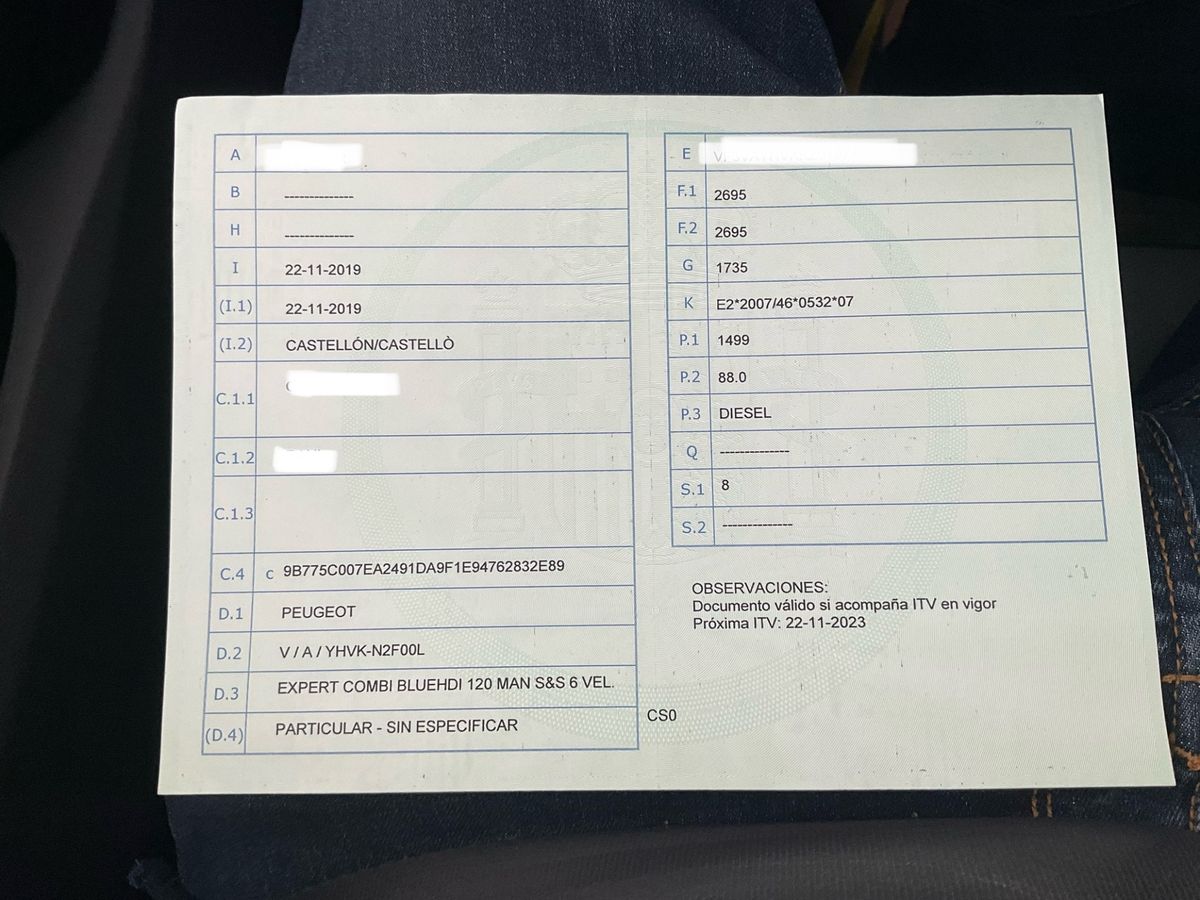 A
B --------------
H --------------
I 22-11-2019
(I.1) 22-11-2019
(I.2) CASTELLÓN/CASTELLÒ
C.1.1
C.1.2
C.1.3
C.4 c 9B775C007EA2491DA9F1E94762832E89
D.1 PEUGEOT
D.2 V / A / YHVK-N2F00L
D.3 EXPERT COMBI BLUEHDI 120 MAN S&S 6 VEL.
(D.4) PARTICULAR - SIN ESPECIFICAR
E
F.1 2695
F.2 2695
G 1735
K E2*2007/46*0532*07
P.1 1499
P.2 88.0
P.3 DIESEL
Q --------------
S.1 8
S.2 --------------
OBSERVACIONES:
Documento válido si acompaña ITV en vigor
Próxima ITV: 22-11-2023
CS0